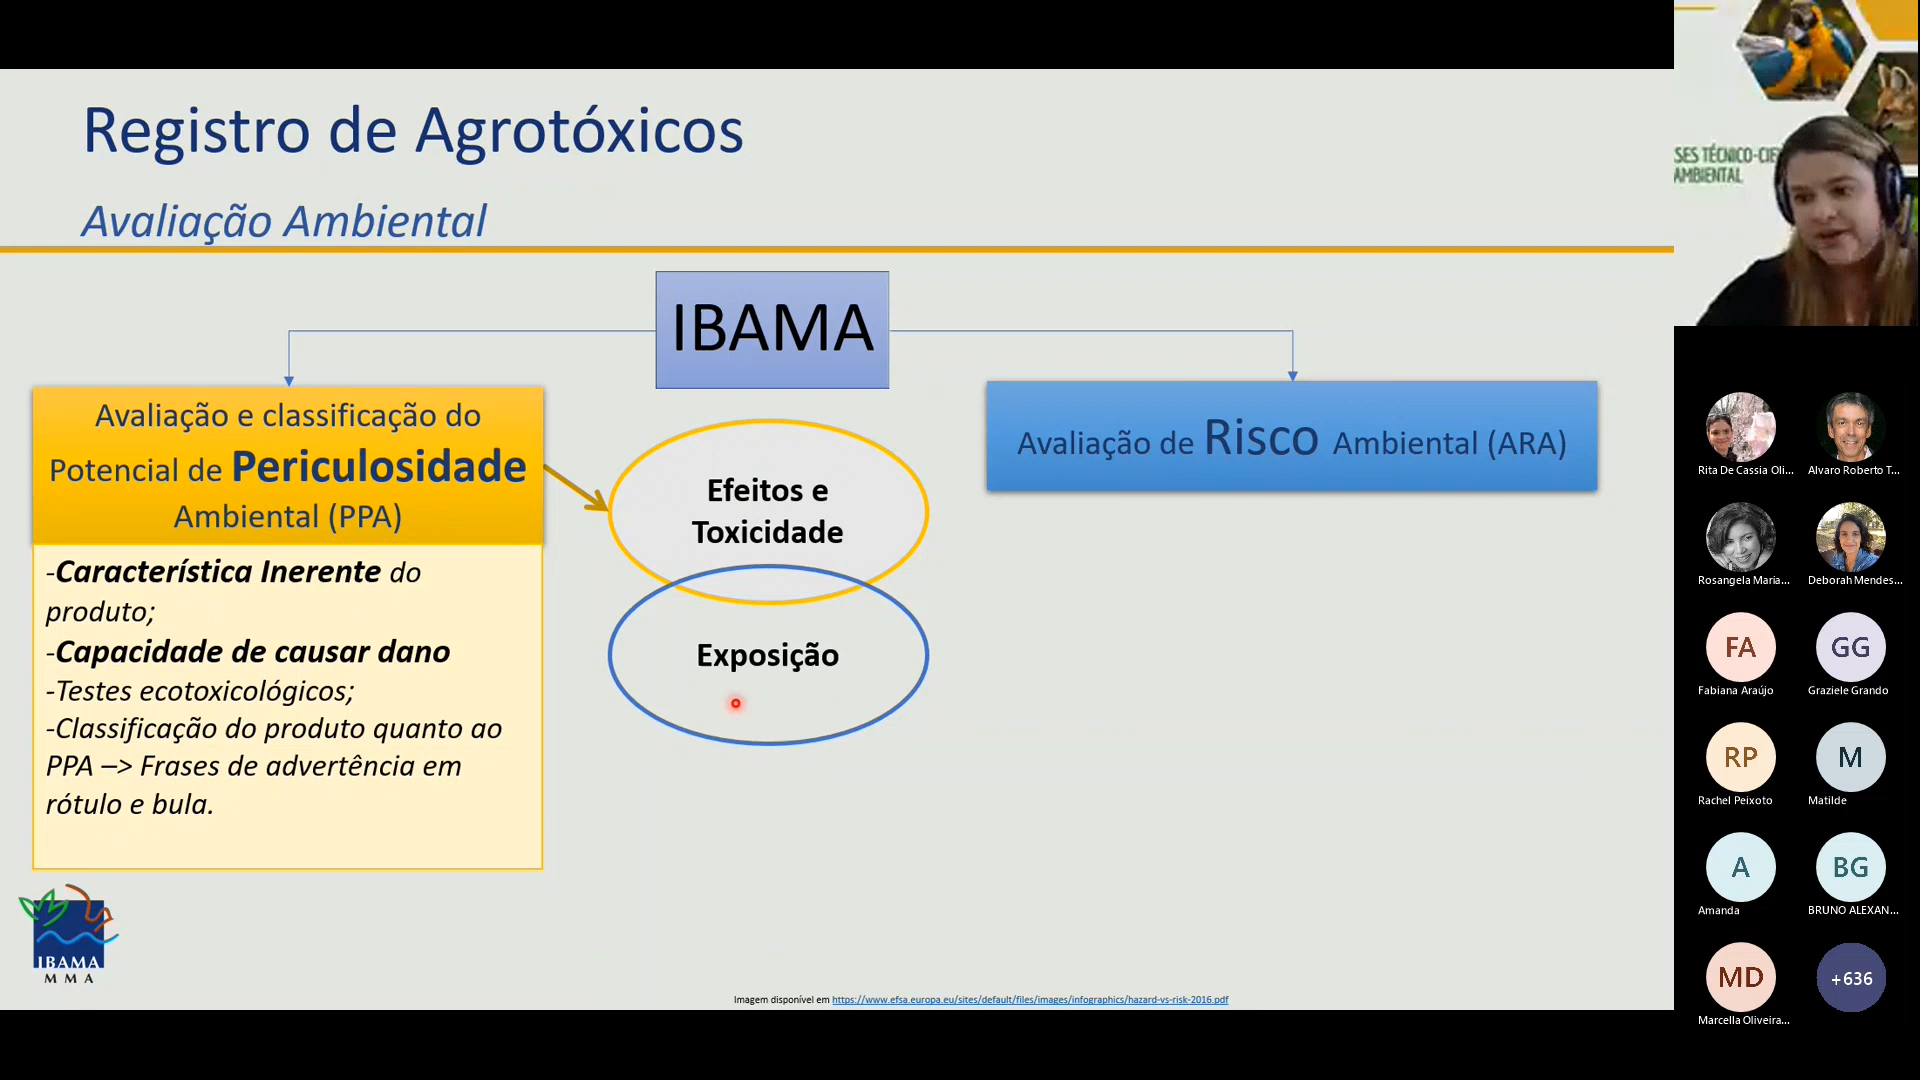 Registro de Agrotóxicos
Avaliação Ambiental
IBAMA
Avaliação e classificação do
Potencial de Periculosidade
Ambiental (PPA)
-Característica Inerente do
produto;
-Capacidade de causar dano
-Testes ecotoxicológicos;
-Classificação do produto quanto ao
PPA –> Frases de advertência em
rótulo e bula.
Efeitos e
Toxicidade
Exposição
Avaliação de Risco Ambiental (ARA)
IBAMA
MMA
Imagem disponível em https://www.efsa.europa.eu/sites/default/files/images/infographics/hazard-vs-risk-2016.pdf
SES TÉCNICO-CIE
AMBIENTAL
Rita De Cassia Oli...
Alvaro Roberto T...
Rosangela Maria...
Deborah Mendes...
FA
Fabiana Araújo
GG
Graziele Grando
RP
Rachel Peixoto
M
Matilde
A
Amanda
BG
BRUNO ALEXAN...
MD
Marcella Oliveira...
+636